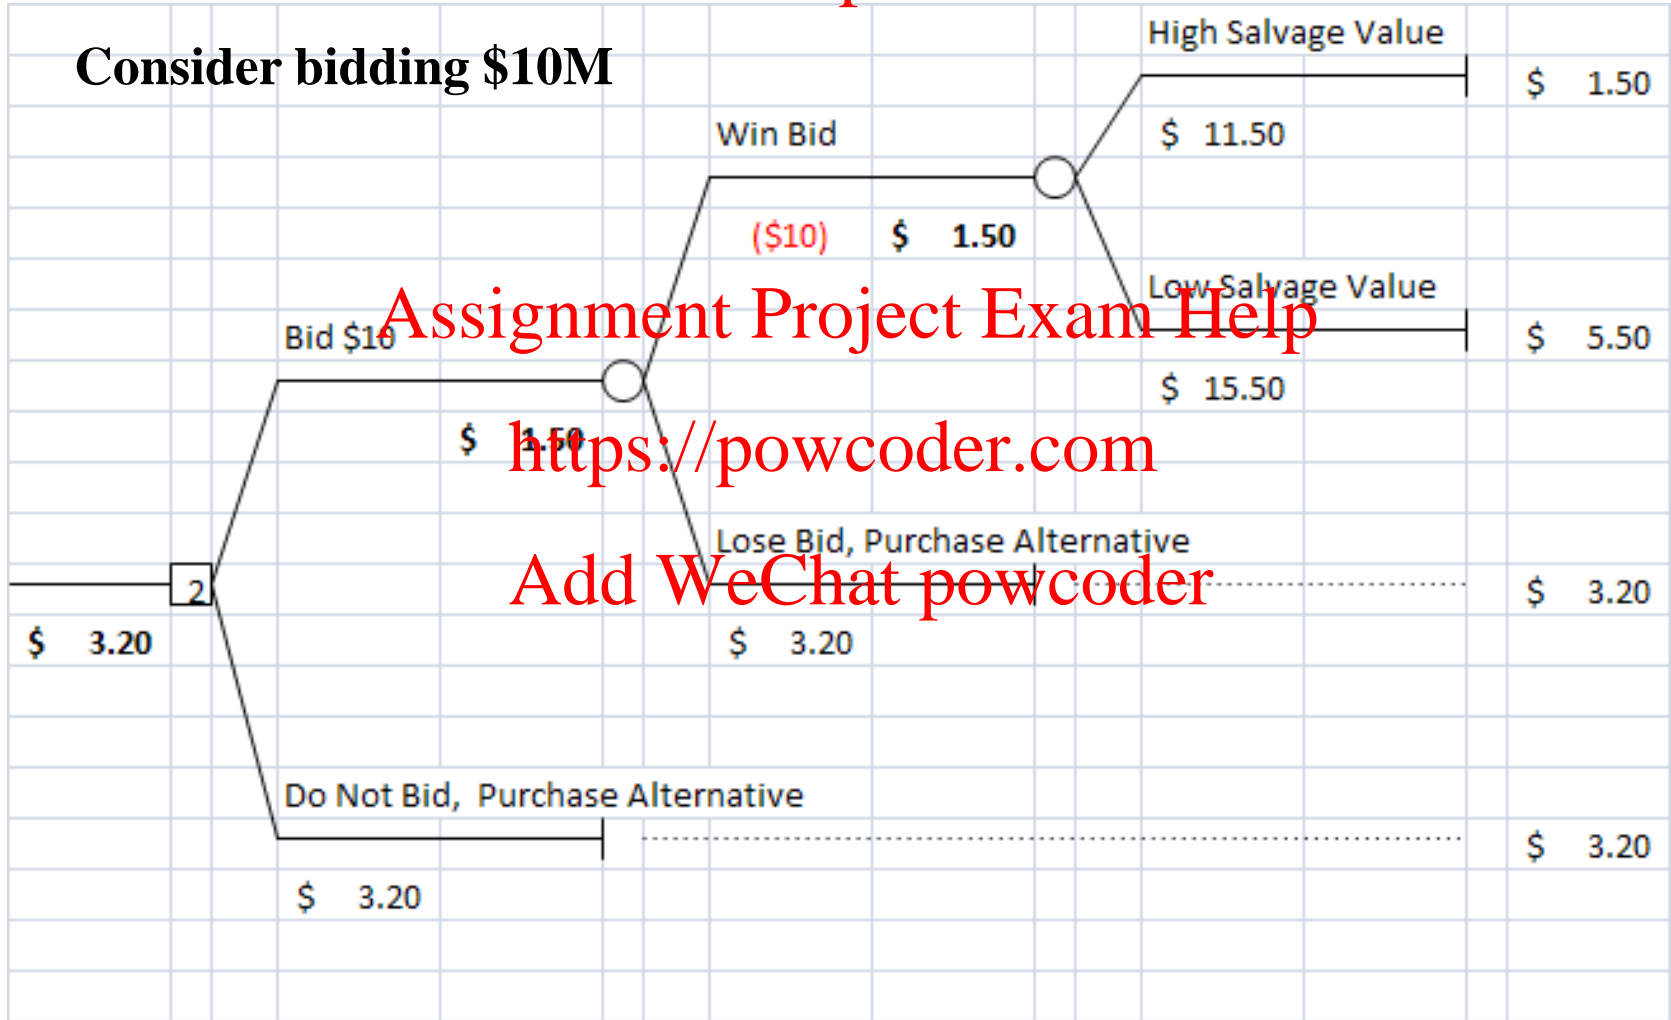 High Salvage Value
Consider bidding $10M
$ 1.50
Win Bid
$ 11.50
($10) $ 1.50
Low Salvage Value
Assignment Project Exam Help
Bid $10
$ 5.50
$ 15.50
$ 1.50
https://powcoder.com
Lose Bid, Purchase Alternative
Add WeChat powcoder
2
$ 3.20
$ 3.20
$ 3.20
Do Not Bid, Purchase Alternative
$ 3.20
$ 3.20